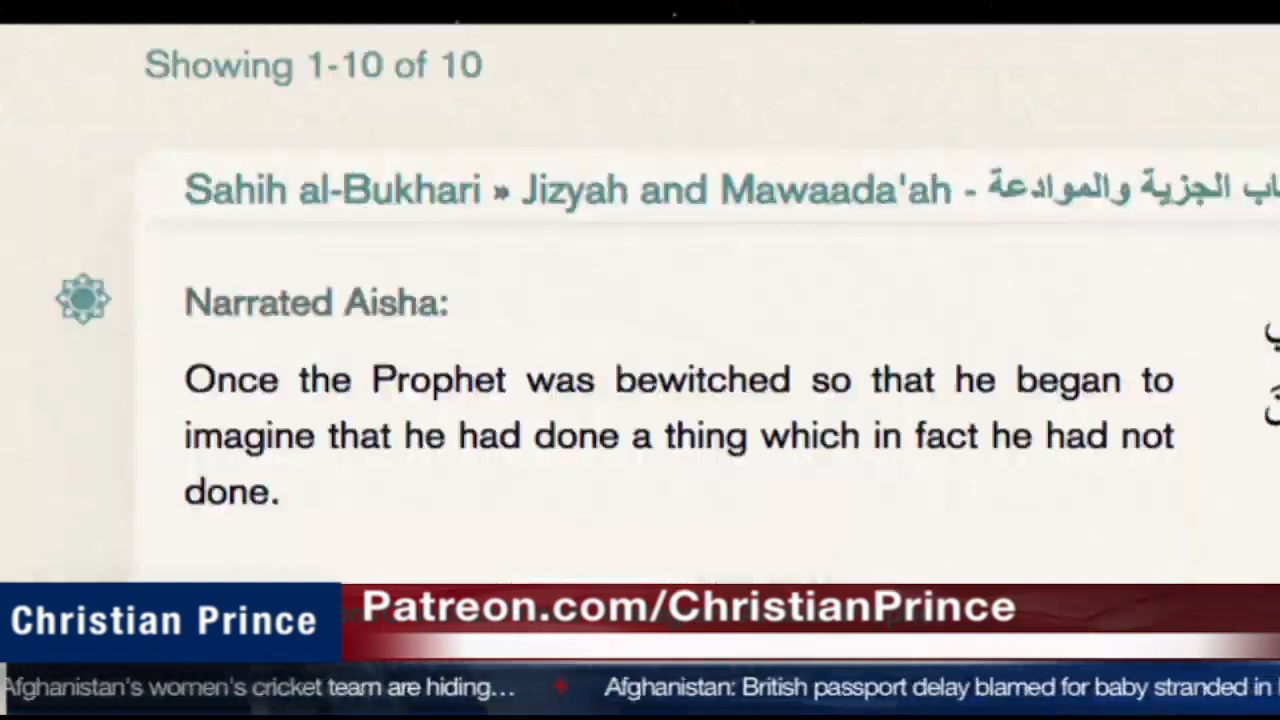 Showing 1-10 of 10
Sahih al-Bukhari » Jizyah and Mawaada'ah - اب الجزية والموادعة
Narrated Aisha:
Once the Prophet was bewitched so that he began to
imagine that he had done a thing which in fact he had not
done.
Christian Prince
Patreon.com/ChristianPrince
Afghanistan's women's cricket team are hiding... Afghanistan: British passport delay blamed for baby stranded in